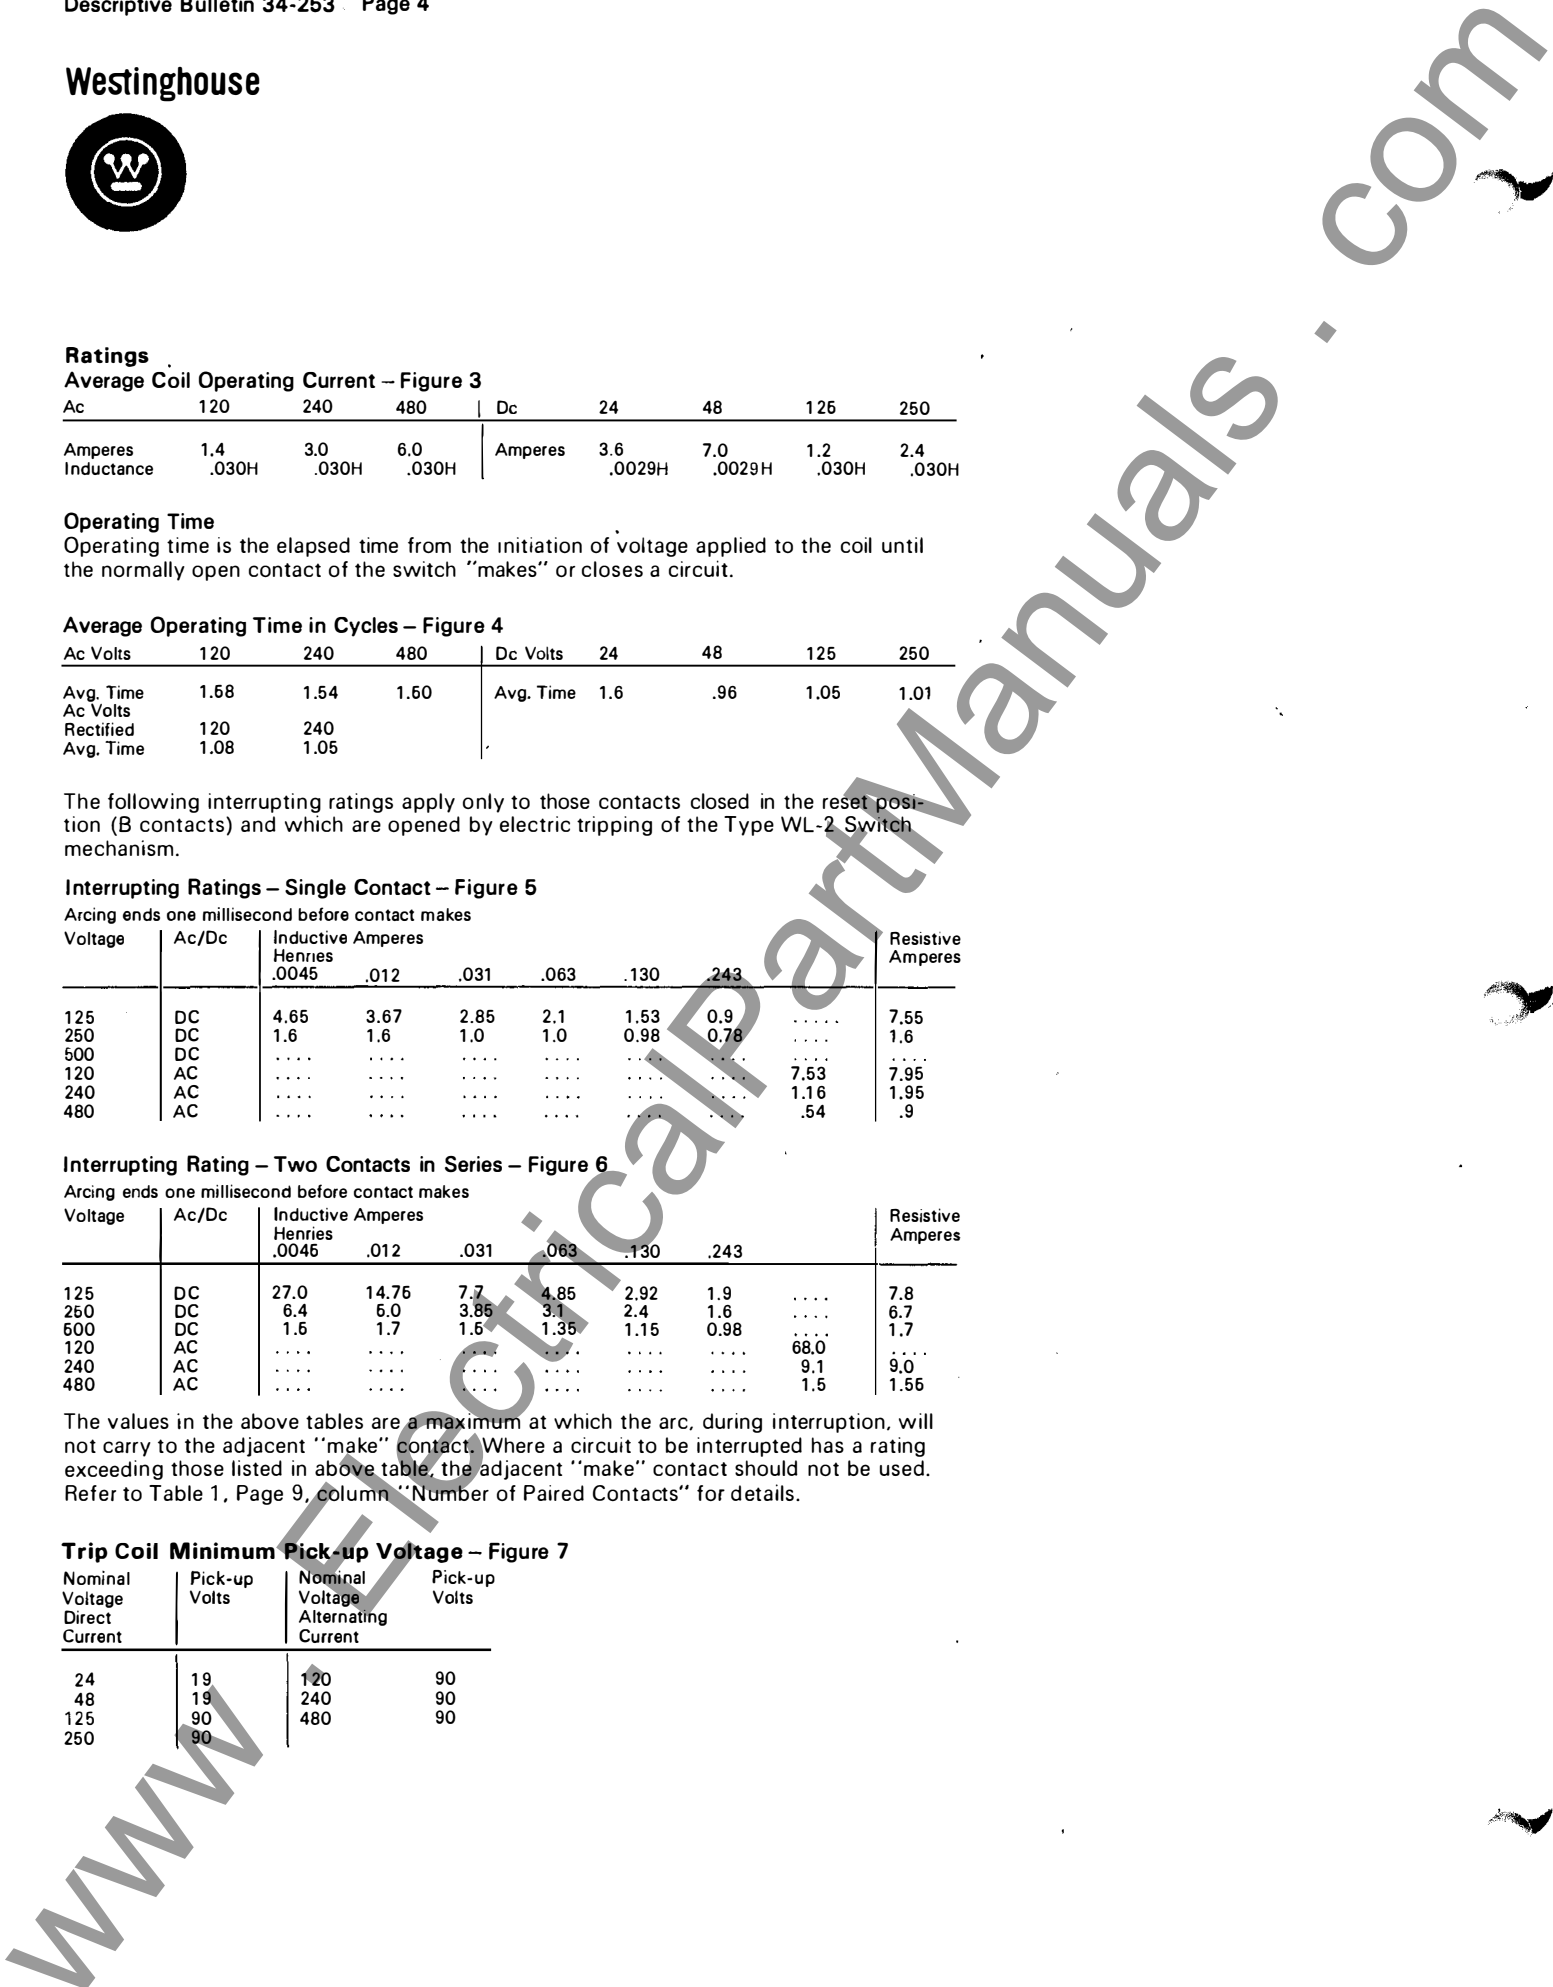 Descriptive Bulletin 34-253 Page 4
Westinghouse
W
Ratings
Average Coil Operating Current – Figure 3
Ac 120 240 480 | Dc 24 48 125 250
Amperes 1.4 3.0 6.0 Amperes 3.6 7.0 1.2 2.4
Inductance .030H .030H .030H .0029H .0029H .030H .030H
Operating Time
Operating time is the elapsed time from the initiation of voltage applied to the coil until
the normally open contact of the switch "makes" or closes a circuit.
Average Operating Time in Cycles – Figure 4
Ac Volts 120 240 480 Dc Volts 24 48 125 250
Avg. Time 1.58 1.54 1.50 Avg. Time 1.6 .96 1.05 1.01
Ac Volts
Rectified 120 240
Avg. Time 1.08 1.05
The following interrupting ratings apply only to those contacts closed in the reset posi-
tion (B contacts) and which are opened by electric tripping of the Type WL-2 Switch
mechanism.
Interrupting Ratings – Single Contact – Figure 5
Arcing ends one millisecond before contact makes
Voltage Ac/Dc Inductive Amperes Resistive
Henries Amperes
.0045 .012 .031 .063 .130 .243
125 DC 4.65 3.67 2.85 2.1 1.53 0.9 ..... 7.55
250 DC 1.6 1.6 1.0 1.0 0.98 0.78 .... 1.6
500 DC .... .... .... .... .... .... .... ....
120 AC .... .... .... .... .... .... 7.53 7.95
240 AC .... .... .... .... .... .... 1.16 1.95
480 AC .... .... .... .... .... .... .54 .9
Interrupting Rating – Two Contacts in Series – Figure 6
Arcing ends one millisecond before contact makes
Voltage Ac/Dc Inductive Amperes Resistive
Henries Amperes
.0045 .012 .031 .063 .130 .243
125 DC 27.0 14.75 7.7 4.85 2.92 1.9 .... 7.8
250 DC 6.4 5.0 3.85 3.1 2.4 1.6 .... 6.7
500 DC 1.5 1.7 1.5 1.35 1.15 0.98 .... 1.7
120 AC .... .... .... .... .... .... 68.0 ....
240 AC .... .... .... .... .... .... 9.1 9.0
480 AC .... .... .... .... .... .... 1.5 1.55
The values in the above tables are a maximum at which the arc, during interruption, will
not carry to the adjacent "make" contact. Where a circuit to be interrupted has a rating
exceeding those listed in above table, the adjacent "make" contact should not be used.
Refer to Table 1, Page 9, column "Number of Paired Contacts" for details.
Trip Coil Minimum Pick-up Voltage – Figure 7
Nominal Pick-up Nominal Pick-up
Voltage Volts Voltage Volts
Direct Alternating
Current Current
24 19 120 90
48 19 240 90
125 90 480 90
250 90
www . ElectricalPartManuals . com